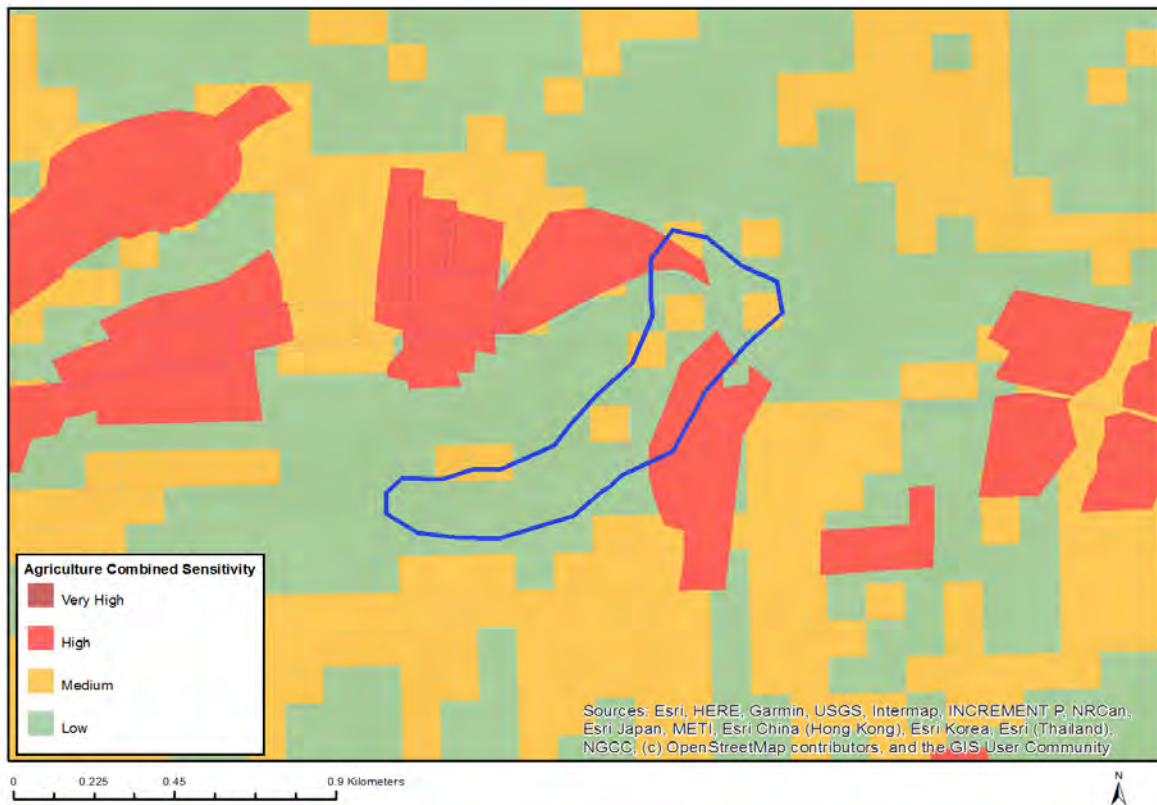 Agriculture Combined Sensitivity
Very High
High
Medium
Low
Sources: Esri, HERE, Garmin, USGS, Intermap, INCREMENT P, NRCan,
Esri Japan, METI, Esri China (Hong Kong), Esri Korea, Esri (Thailand),
NGCC, (c) OpenStreetMap contributors, and the GIS User Community
0 0.225 0.45 0.9 Kilometers
N